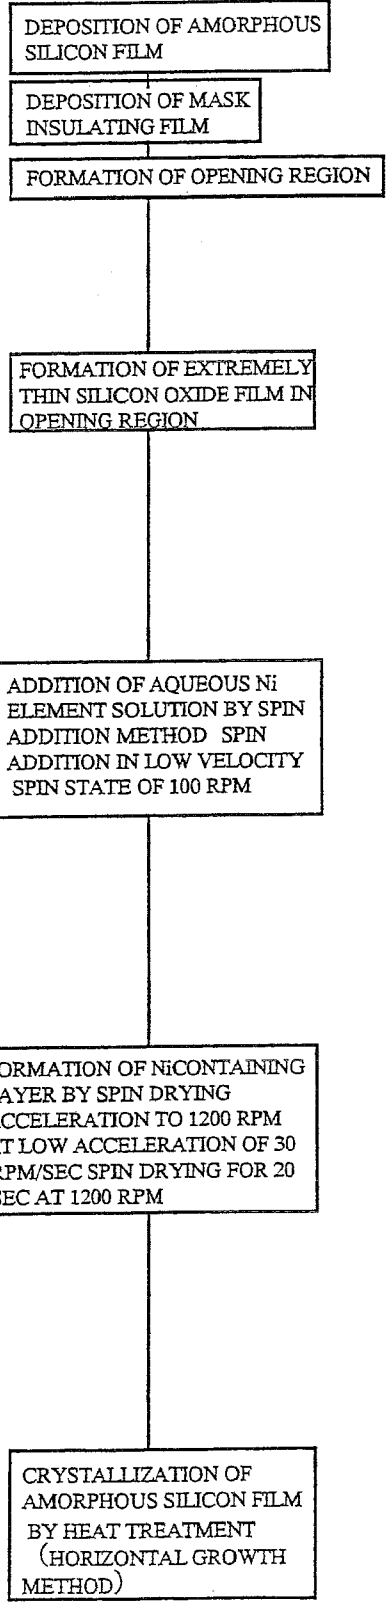 DEPOSITION OF AMORPHOUS
SILICON FILM
DEPOSITION OF MASK
INSULATING FILM
FORMATION OF OPENING REGION
FORMATION OF EXTREMELY
THIN SILICON OXIDE FILM IN
OPENING REGION
ADDITION OF AQUEOUS Ni
ELEMENT SOLUTION BY SPIN
ADDITION METHOD SPIN
ADDITION IN LOW VELOCITY
SPIN STATE OF 100 RPM
ORMATION OF NiCONTAINING
AYER BY SPIN DRYING
ACCELERATION TO 1200 RPM
AT LOW ACCELERATION OF 30
RPM/SEC SPIN DRYING FOR 20
SEC AT 1200 RPM
CRYSTALLIZATION OF
AMORPHOUS SILICON FILM
BY HEAT TREATMENT
(HORIZONTAL GROWTH
METHOD)